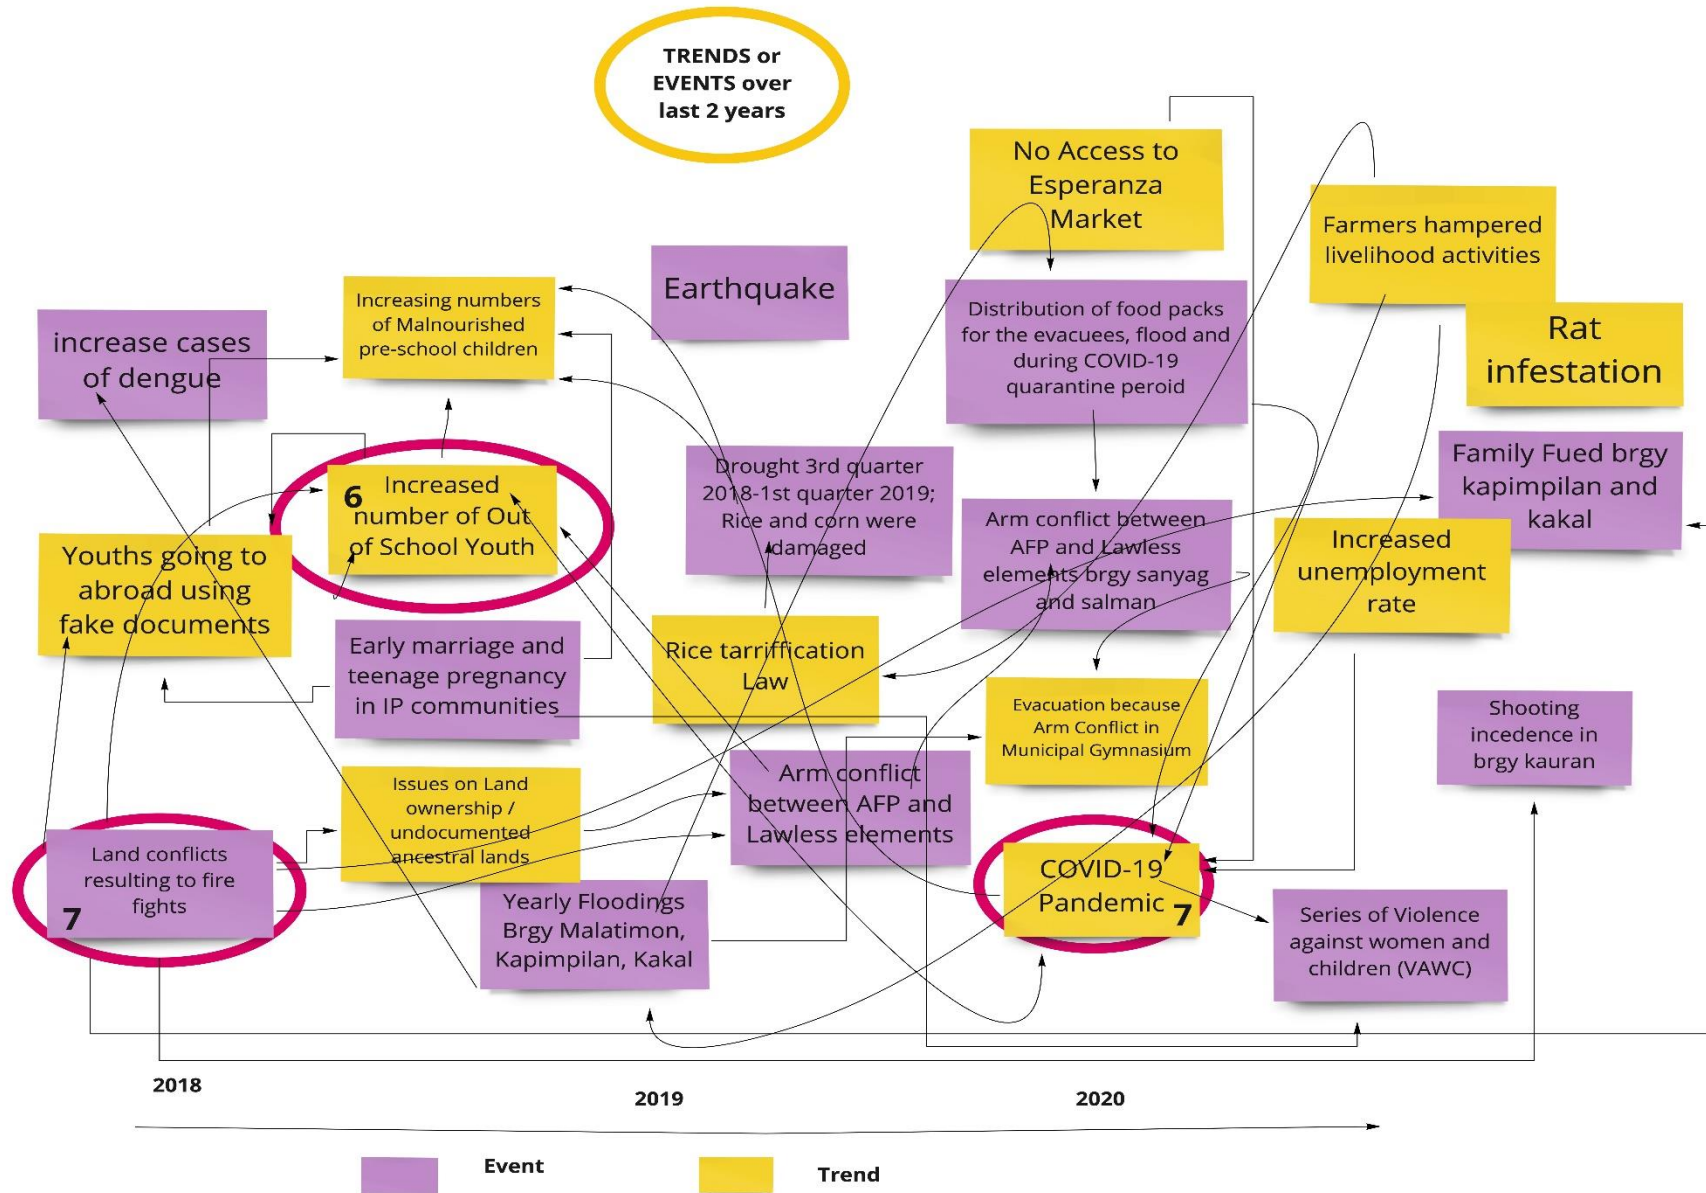 TRENDS or
EVENTS over
last 2 years
No Access to
Esperanza
Market
Farmers hampered
livelihood activities
Earthquake
Increasing numbers
of Malnourished
pre-school children
increase cases
of dengue
Distribution of food packs
for the evacuees, flood and
during COVID-19
quarantine peroid
Rat
infestation
Drought 3rd quarter
2018-1st quarter 2019;
Rice and corn were
damaged
Family Fued brgy
kapimpilan and
kakal
6
Increased
number of Out
of School Youth
Arm conflict between
AFP and Lawless
elements brgy sanyag
and salman
Increased
unemployment
rate
Youths going to
abroad using
fake documents
Early marriage and
teenage pregnancy
in IP communities
Rice tarriffication
Law
Evacuation because
Arm Conflict in
Municipal Gymnasium
Shooting
incedence in
brgy kauran
Issues on Land
ownership /
undocumented
ancestral lands
Arm conflict
between AFP and
Lawless elements
Land conflicts
resulting to fire
fights
7
COVID-19
Pandemic
7
Yearly Floodings
Brgy Malatimon,
Kapimpilan, Kakal
Series of Violence
against women and
children (VAWC)
2018
2019
2020
Event
Trend